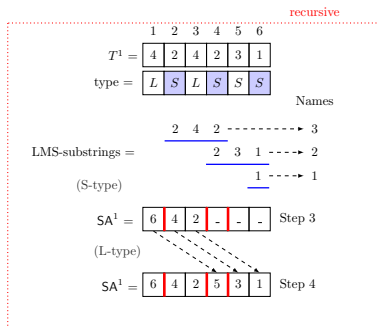 recursive
1 2 3 4 5 6
T¹ = 4 2 4 2 3 1
type = L S L S S S
Names
2 4 2 3
LMS-substrings = 2 3 1 2
(S-type) 1 1
SA¹ = 6 4 2 - - - Step 3
(L-type)
SA¹ = 6 4 2 5 3 1 Step 4